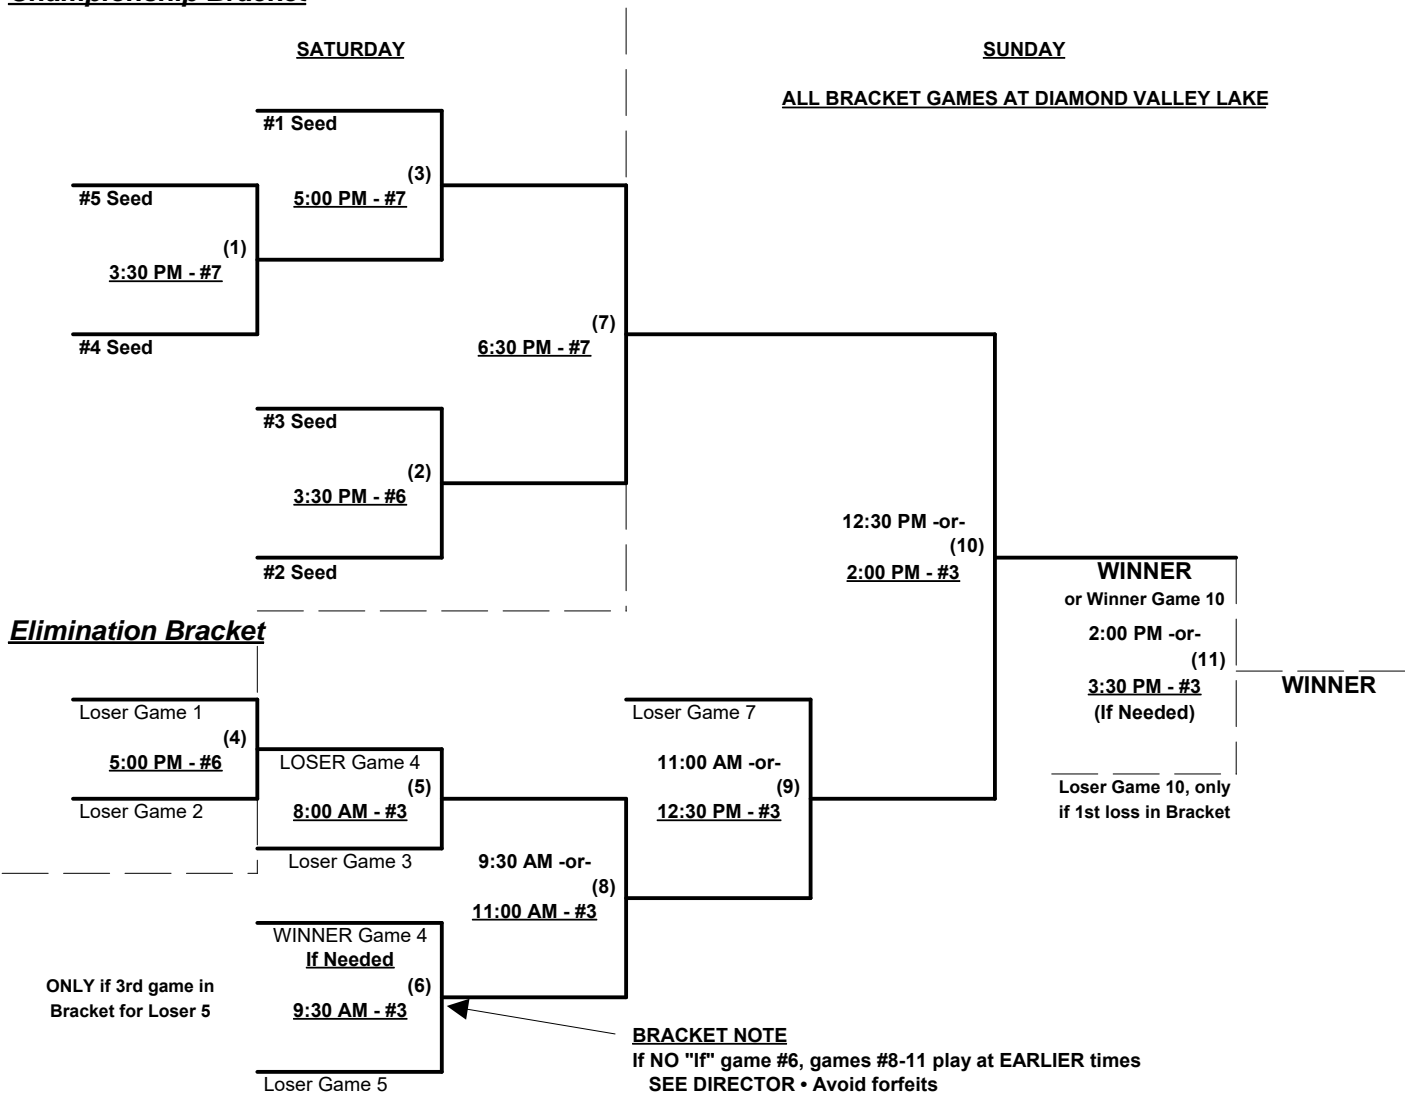 Championship Bracket
SATURDAY
SUNDAY
ALL BRACKET GAMES AT DIAMOND VALLEY LAKE
#1 Seed
(3)
5:00 PM - #7
#5 Seed
(1)
3:30 PM - #7
#4 Seed
(7)
6:30 PM - #7
#3 Seed
(2)
3:30 PM - #6
#2 Seed
12:30 PM -or-
(10)
2:00 PM - #3
WINNER
or Winner Game 10
2:00 PM -or-
(11)
3:30 PM - #3
(If Needed)
WINNER
Loser Game 10, only
if 1st loss in Bracket
Elimination Bracket
Loser Game 1
(4)
5:00 PM - #6
Loser Game 2
LOSER Game 4
(5)
8:00 AM - #3
Loser Game 3
Loser Game 7
11:00 AM -or-
(9)
12:30 PM - #3
9:30 AM -or-
(8)
11:00 AM - #3
WINNER Game 4
If Needed
(6)
9:30 AM - #3
Loser Game 5
ONLY if 3rd game in
Bracket for Loser 5
BRACKET NOTE
If NO "If" game #6, games #8-11 play at EARLIER times
SEE DIRECTOR • Avoid forfeits